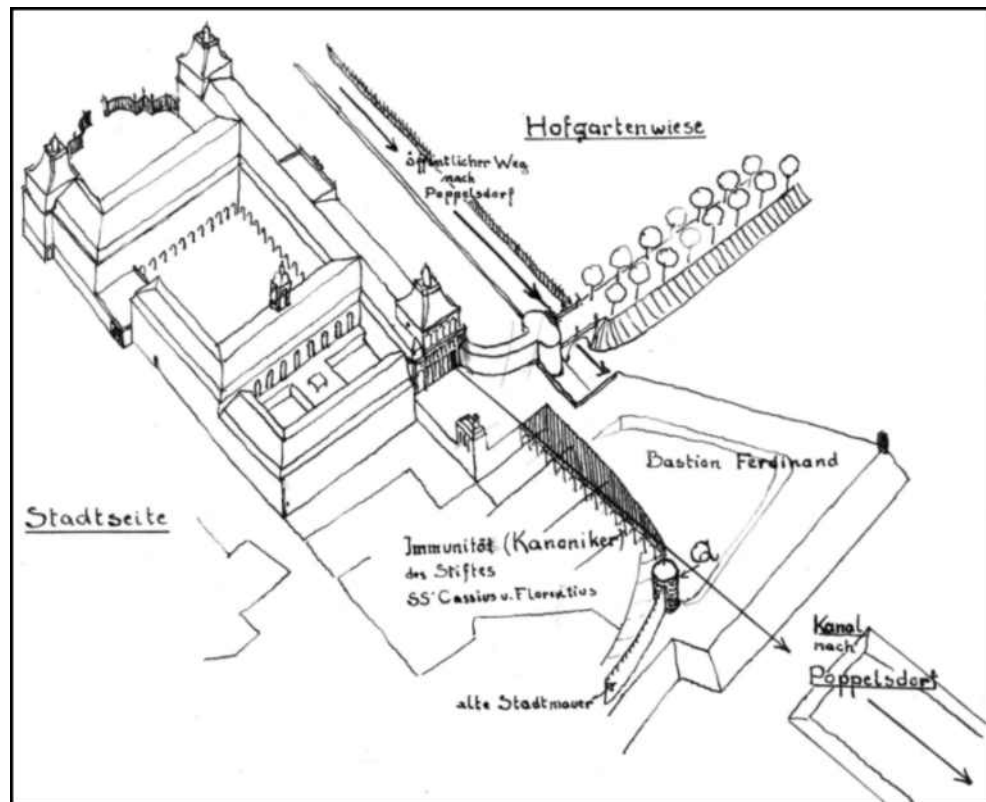 Hofgartenwiese
öffentlicher Weg
nach
Poppelsdorf
Bastion Ferdinand
Stadtseite
Immunität (Kanoniker)
des Stiftes
SS' Cassius u. Florentius
a
Kanal
nach
Poppelsdorf
alte Stadtmauer